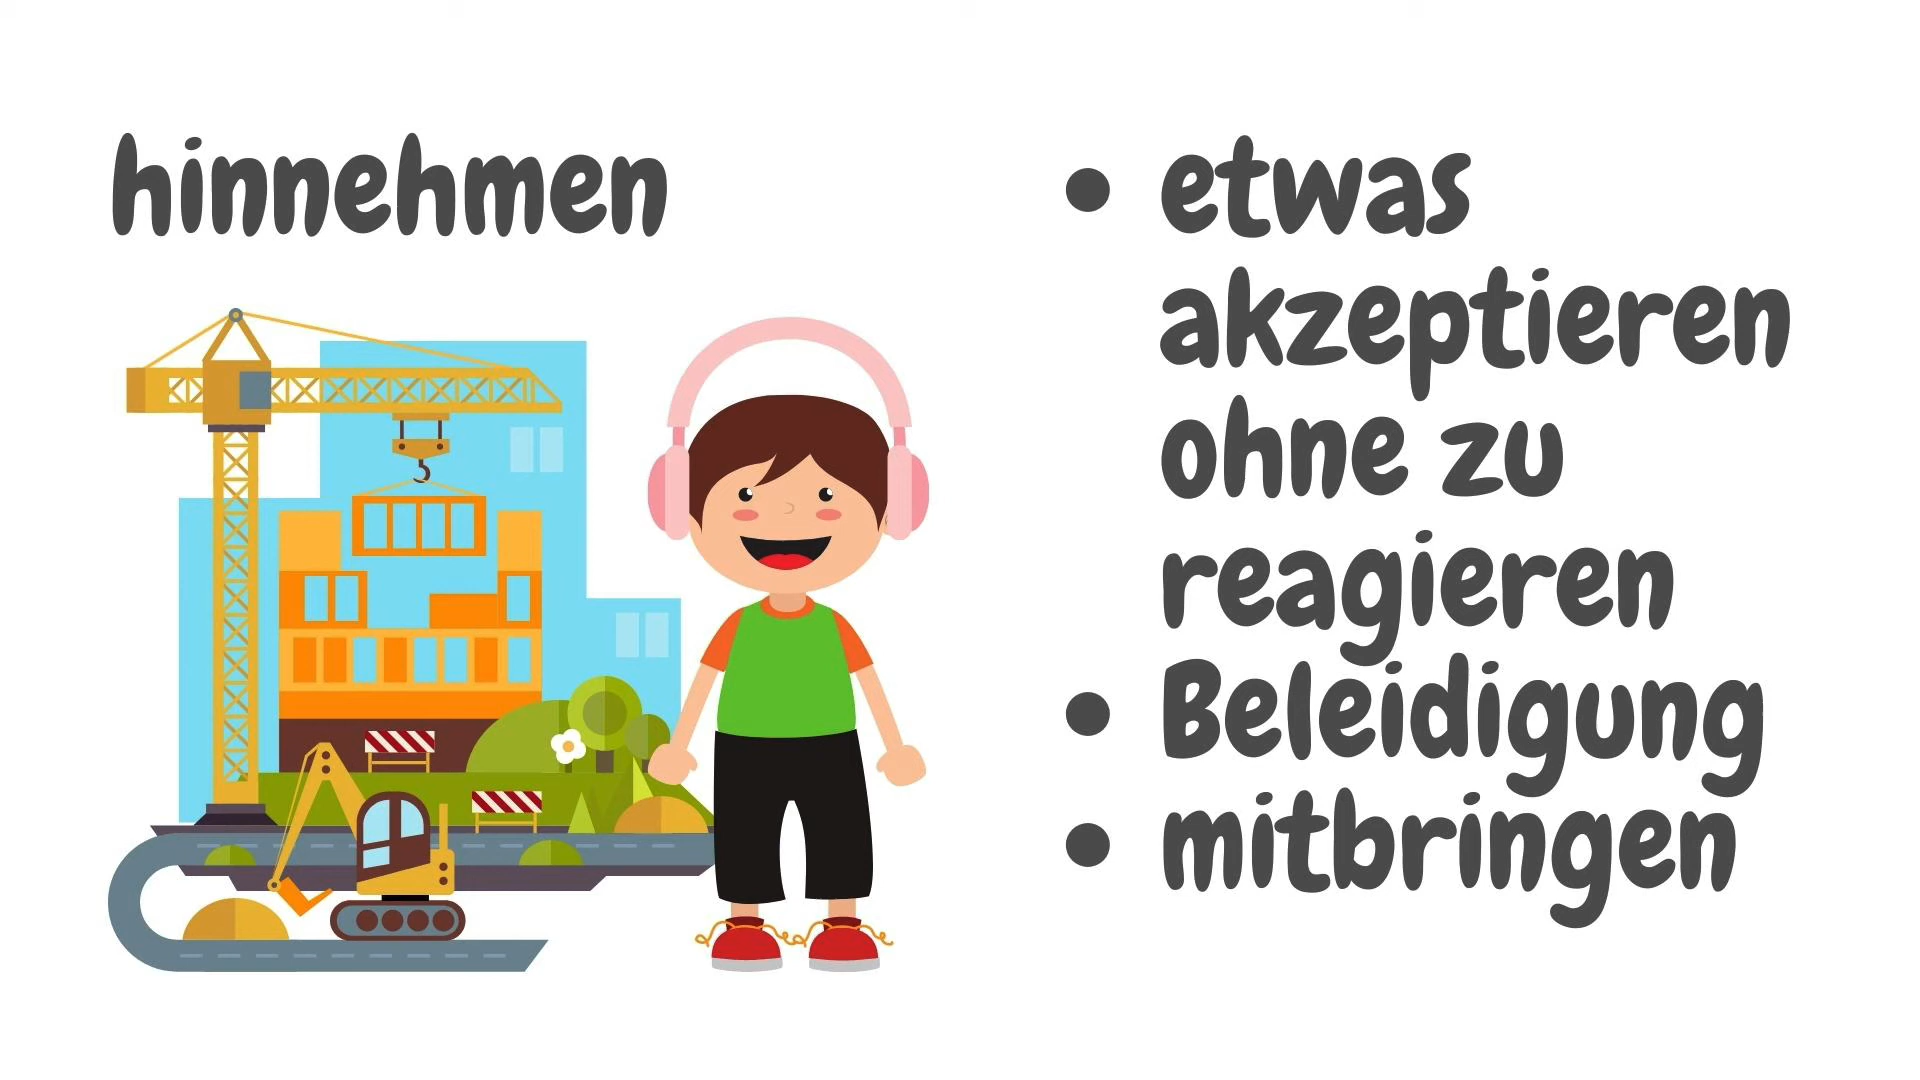 hinnehmen
• etwas
akzeptieren
ohne zu
reagieren
• Beleidigung
• mitbringen